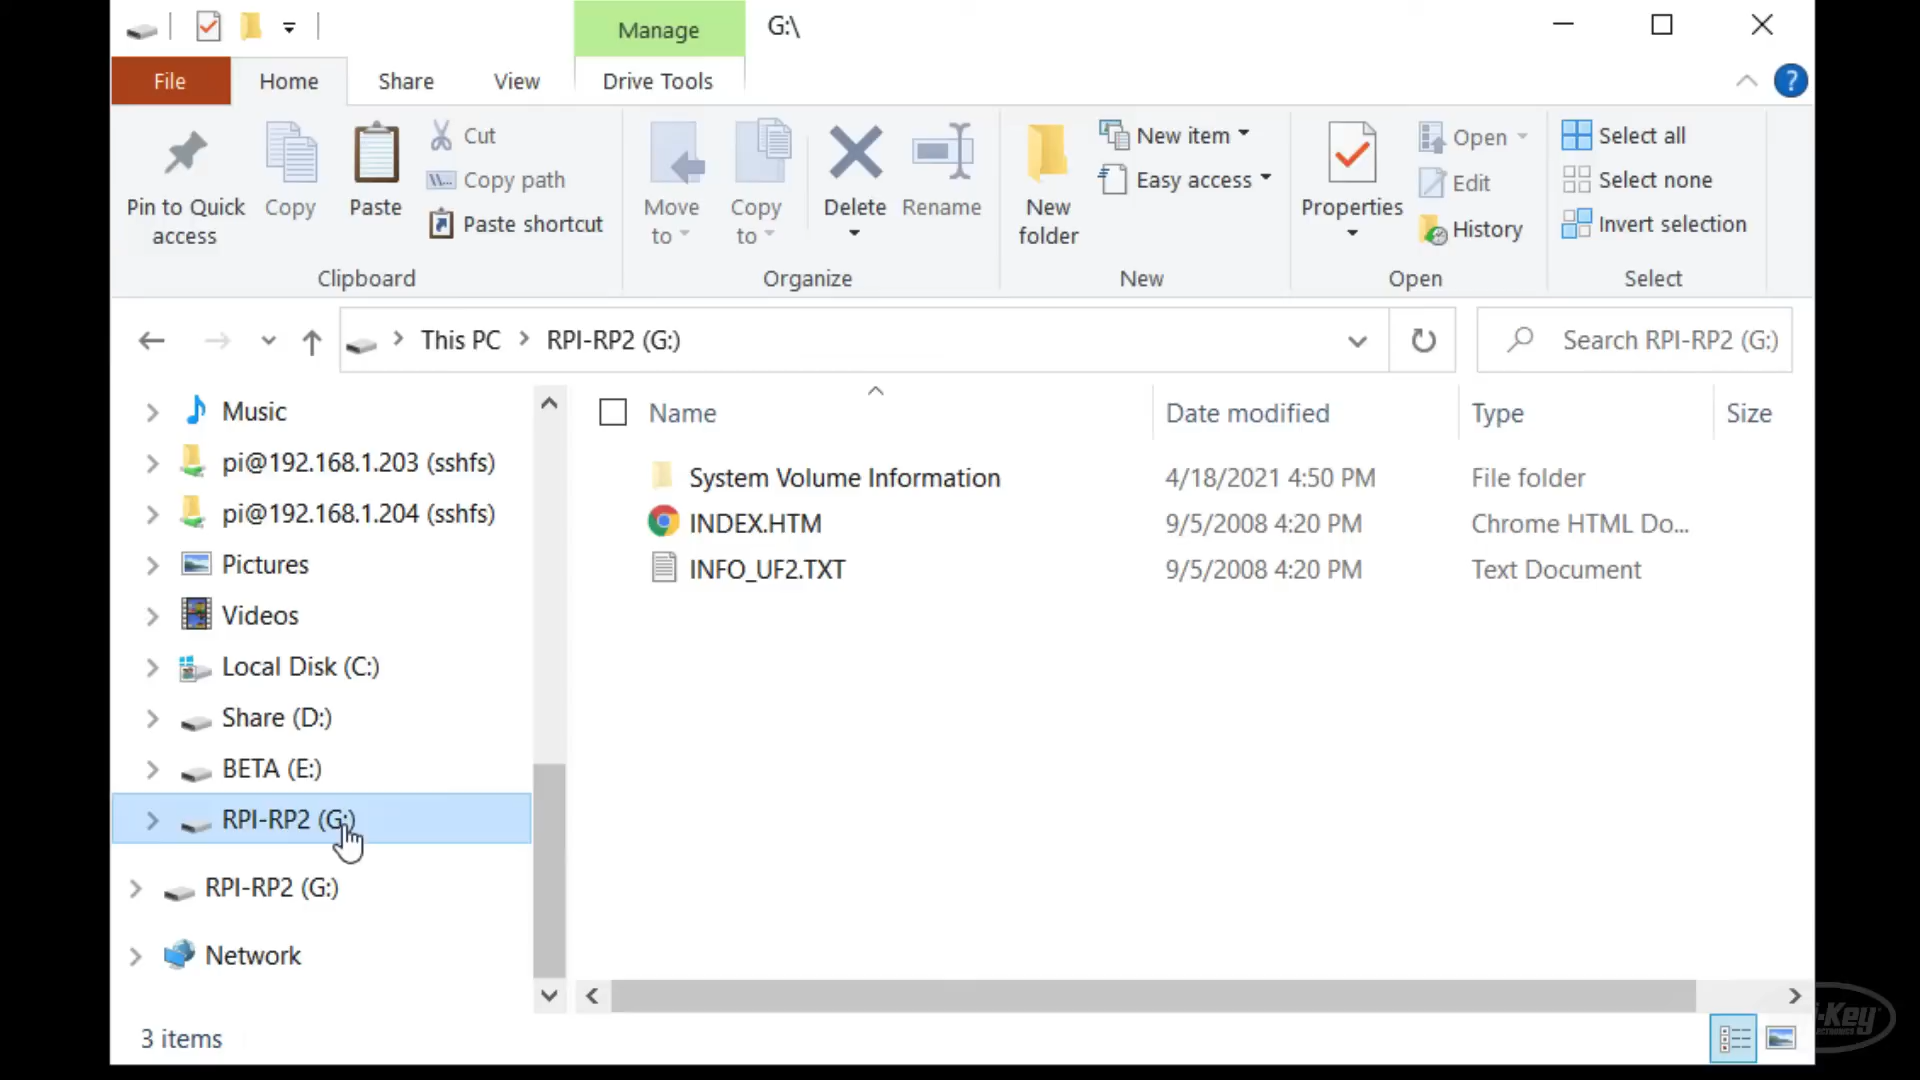 Manage
G:\
File
Home
Share
View
Drive Tools
?
Pin to Quick access
Copy
Paste
Cut
Copy path
Paste shortcut
Clipboard
Move to
Copy to
Delete
Rename
Organize
New folder
New item
Easy access
New
Properties
Open
Edit
History
Open
Select all
Select none
Invert selection
Select
This PC
RPI-RP2 (G:)
Search RPI-RP2 (G:)
Music
pi@192.168.1.203 (sshfs)
pi@192.168.1.204 (sshfs)
Pictures
Videos
Local Disk (C:)
Share (D:)
BETA (E:)
RPI-RP2 (G:)
RPI-RP2 (G:)
Network
Name Date modified Type Size
System Volume Information 4/18/2021 4:50 PM File folder
INDEX.HTM 9/5/2008 4:20 PM Chrome HTML Do...
INFO_UF2.TXT 9/5/2008 4:20 PM Text Document
3 items
i-Key